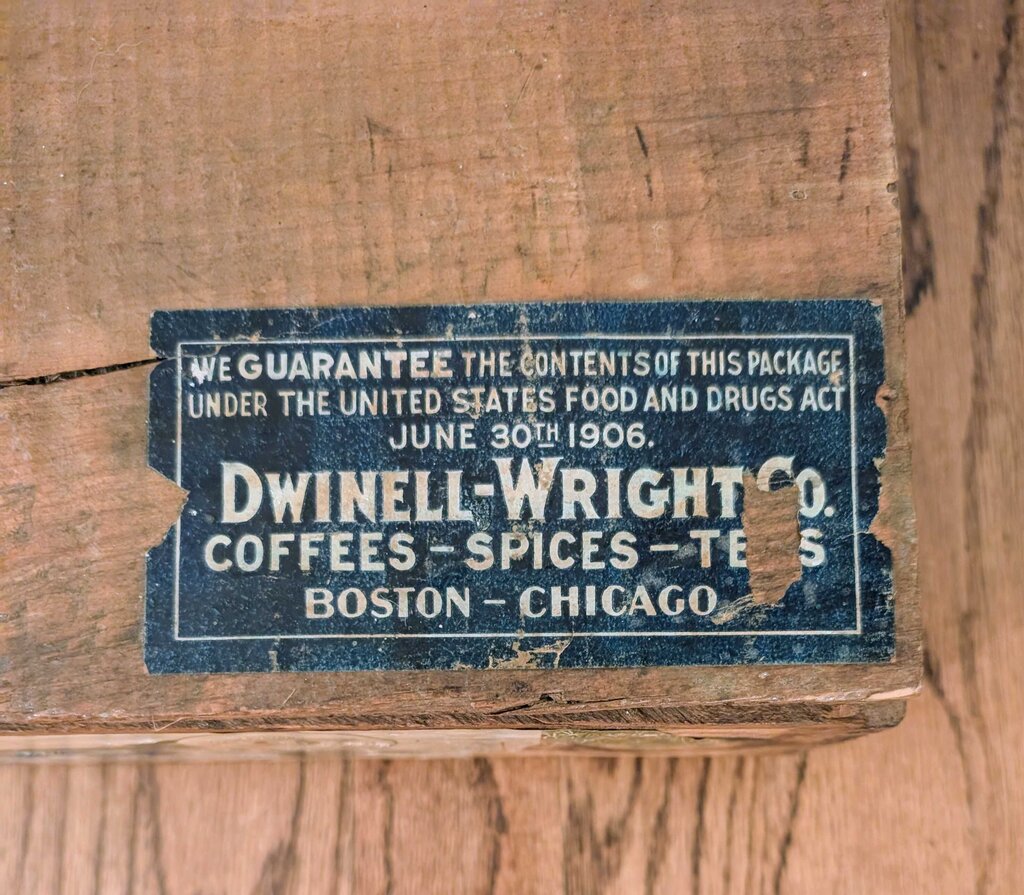 WE GUARANTEE THE CONTENTS OF THIS PACKAGE
UNDER THE UNITED STATES FOOD AND DRUGS ACT
JUNE 30TH 1906.
DWINELL-WRIGHT CO.
COFFEES - SPICES - TEAS
BOSTON - CHICAGO